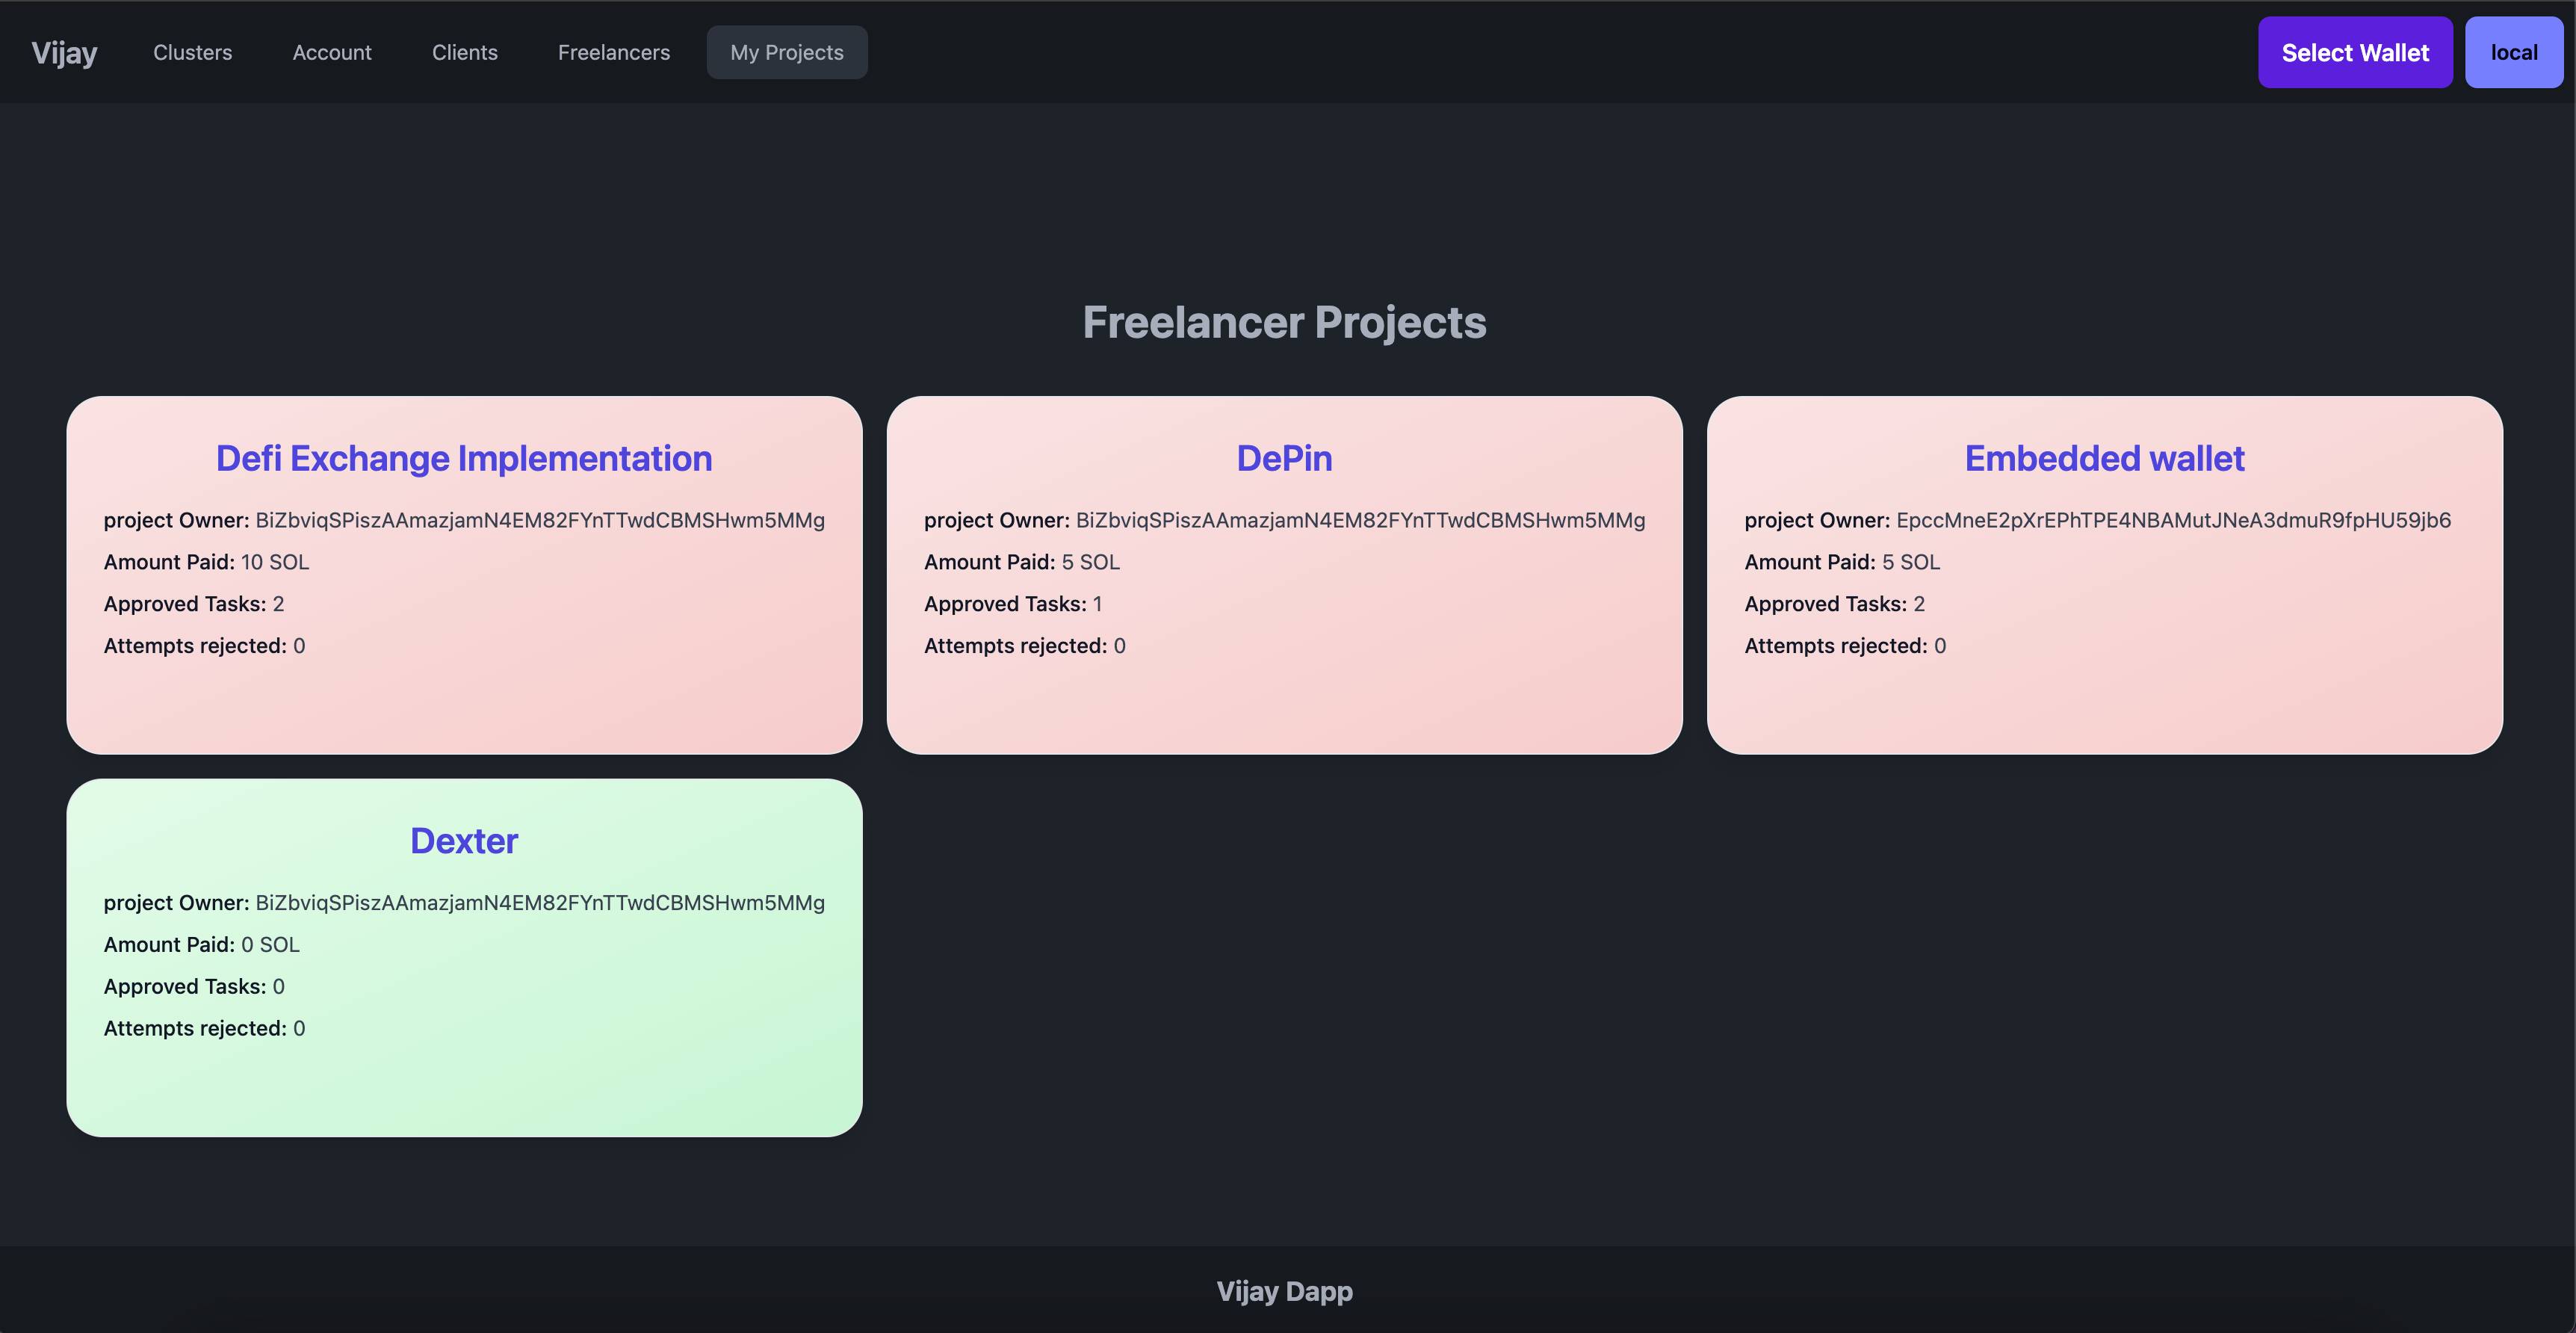 Vijay
Clusters
Account
Clients
Freelancers
My Projects
Select Wallet
local
Freelancer Projects
Defi Exchange Implementation
project Owner: BiZbviqSPiszAAmazjamN4EM82FYnTTwdCBMSHwm5MMg
Amount Paid: 10 SOL
Approved Tasks: 2
Attempts rejected: 0
DePin
project Owner: BiZbviqSPiszAAmazjamN4EM82FYnTTwdCBMSHwm5MMg
Amount Paid: 5 SOL
Approved Tasks: 1
Attempts rejected: 0
Embedded wallet
project Owner: EpccMneE2pXrEPhTPE4NBAMutJNeA3dmuR9fpHU59jb6
Amount Paid: 5 SOL
Approved Tasks: 2
Attempts rejected: 0
Dexter
project Owner: BiZbviqSPiszAAmazjamN4EM82FYnTTwdCBMSHwm5MMg
Amount Paid: 0 SOL
Approved Tasks: 0
Attempts rejected: 0
Vijay Dapp